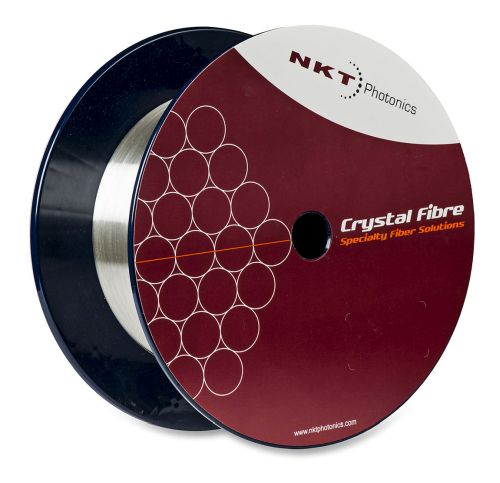 NKT
Photonics
Crystal Fibre
Specialty Fiber Solutions
www.nktphotonics.com